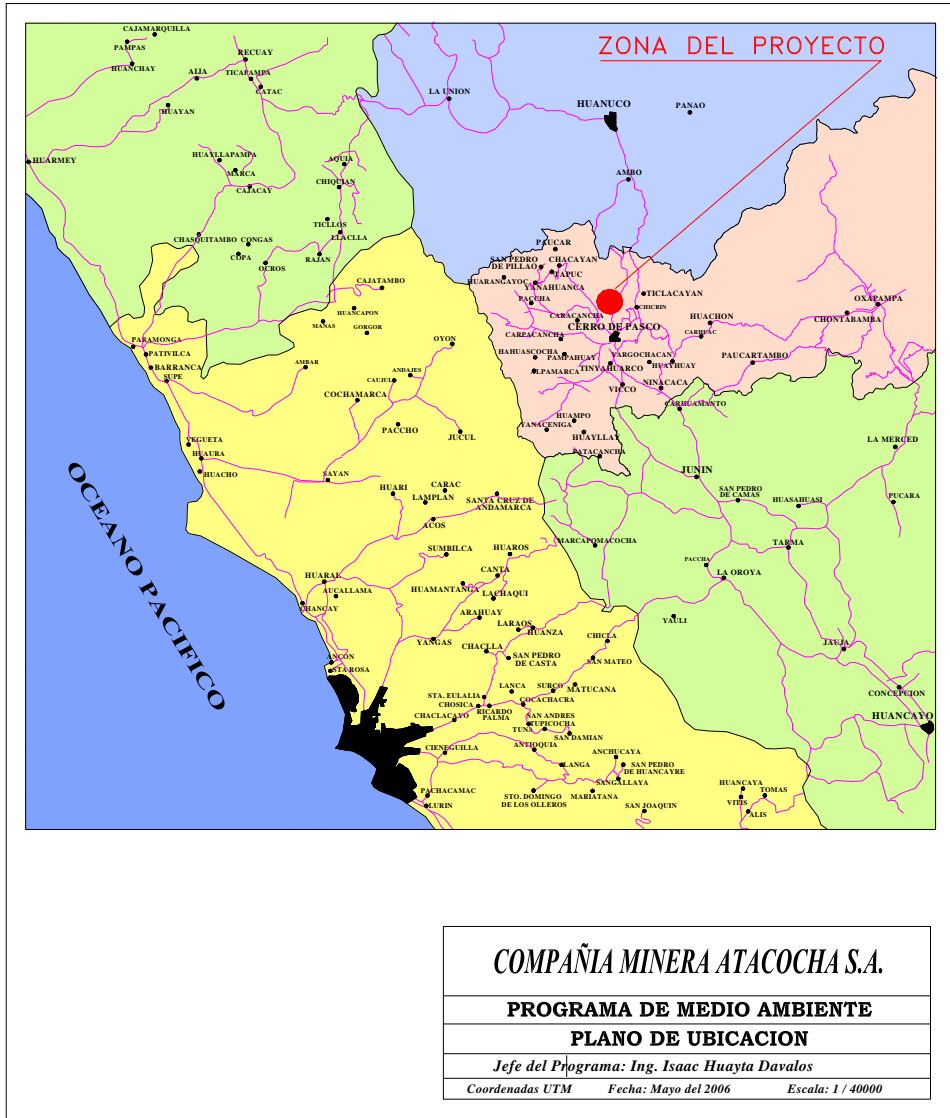 CAJAMARQUILLA
PAMPAS
HUANCHAY
RECUAY
AIJA
TICAPAMPA
CATAC
HUAYAN
LA UNION
ZONA DEL PROYECTO
HUANUCO
PANAO
HUARMEY
HUAYLLAPAMPA
MARCA
CAJACAY
AQUIA
CHIQUIAN
AMBO
TICLLOS
LLACLLA
CHASQUITAMBO
CONGAS
COPA
OCROS
RAJAN
PAUCAR
SAN PEDRO
DE PILLAO
CHACAYAN
TAPUC
HUARANGAYOC
YANAHUANCA
PACCHA
TICLACAYAN
CHICRIN
CAJATAMBO
HUANCAPON
MANAS
GORGOR
CARACANCHA
CERRO DE PASCO
CARPACANCHA
HUACHON
CARHUAC
OXAPAMPA
CHONTABAMBA
PARAMONGA
PATIVILCA
BARRANCA
SUPE
AMBAR
OYON
ANDAJES
CAUJUL
COCHAMARCA
HAHUASCOCHA
PAMPAHUAY
YARGOCHACAN
TINYAHUARCO
HUAYHUAY
PAUCARTAMBO
ALPAMARCA
VICCO
NINACACA
CARHUAMANTO
PACCHO
JUCUL
HUAMPO
YANACENIGA
HUAYLLAY
PATACANCHA
LA MERCED
VEGUETA
HUAURA
HUACHO
SAYAN
HUARI
CARAC
LAMPLAN
SANTA CRUZ DE
ANDAMARCA
ACOS
JUNIN
SAN PEDRO
DE CAMAS
HUASAHUASI
PUCARA
OCEANO PACIFICO
SUMBILCA
HUAROS
MARCAPOMACOCHA
TARMA
PACCHA
LA OROYA
HUARAL
AUCALLAMA
CHANCAY
CANTA
HUAMANTANGA
LACHAQUI
ARAHUAY
LARAOS
HUANZA
YANGAS
CHACLLA
SAN PEDRO
DE CASTA
CHICLA
SAN MATEO
YAULI
JAUJA
ANCON
STA ROSA
LANCA
SURCO
MATUCANA
STA. EULALIA
CHOSICA
RICARDO
PALMA
COCACHACRA
CHACLACAYO
SAN ANDRES
TUPICOCHA
TUNA
SAN DAMIAN
CONCEPCION
HUANCAYO
CIENEGUILLA
ANTIOQUIA
LANGA
ANCHUCAYA
SAN PEDRO
DE HUANCAYRE
SANGALLAYA
PACHACAMAC
LURIN
STO. DOMINGO
DE LOS OLLEROS
MARIATANA
SAN JOAQUIN
HUANCAYA
VITIS
TOMAS
ALIS
COMPAÑIA MINERA ATACOCHA S.A.
PROGRAMA DE MEDIO AMBIENTE
PLANO DE UBICACION
Jefe del Programa: Ing. Isaac Huayta Davalos
Coordenadas UTM Fecha: Mayo del 2006 Escala: 1 / 40000